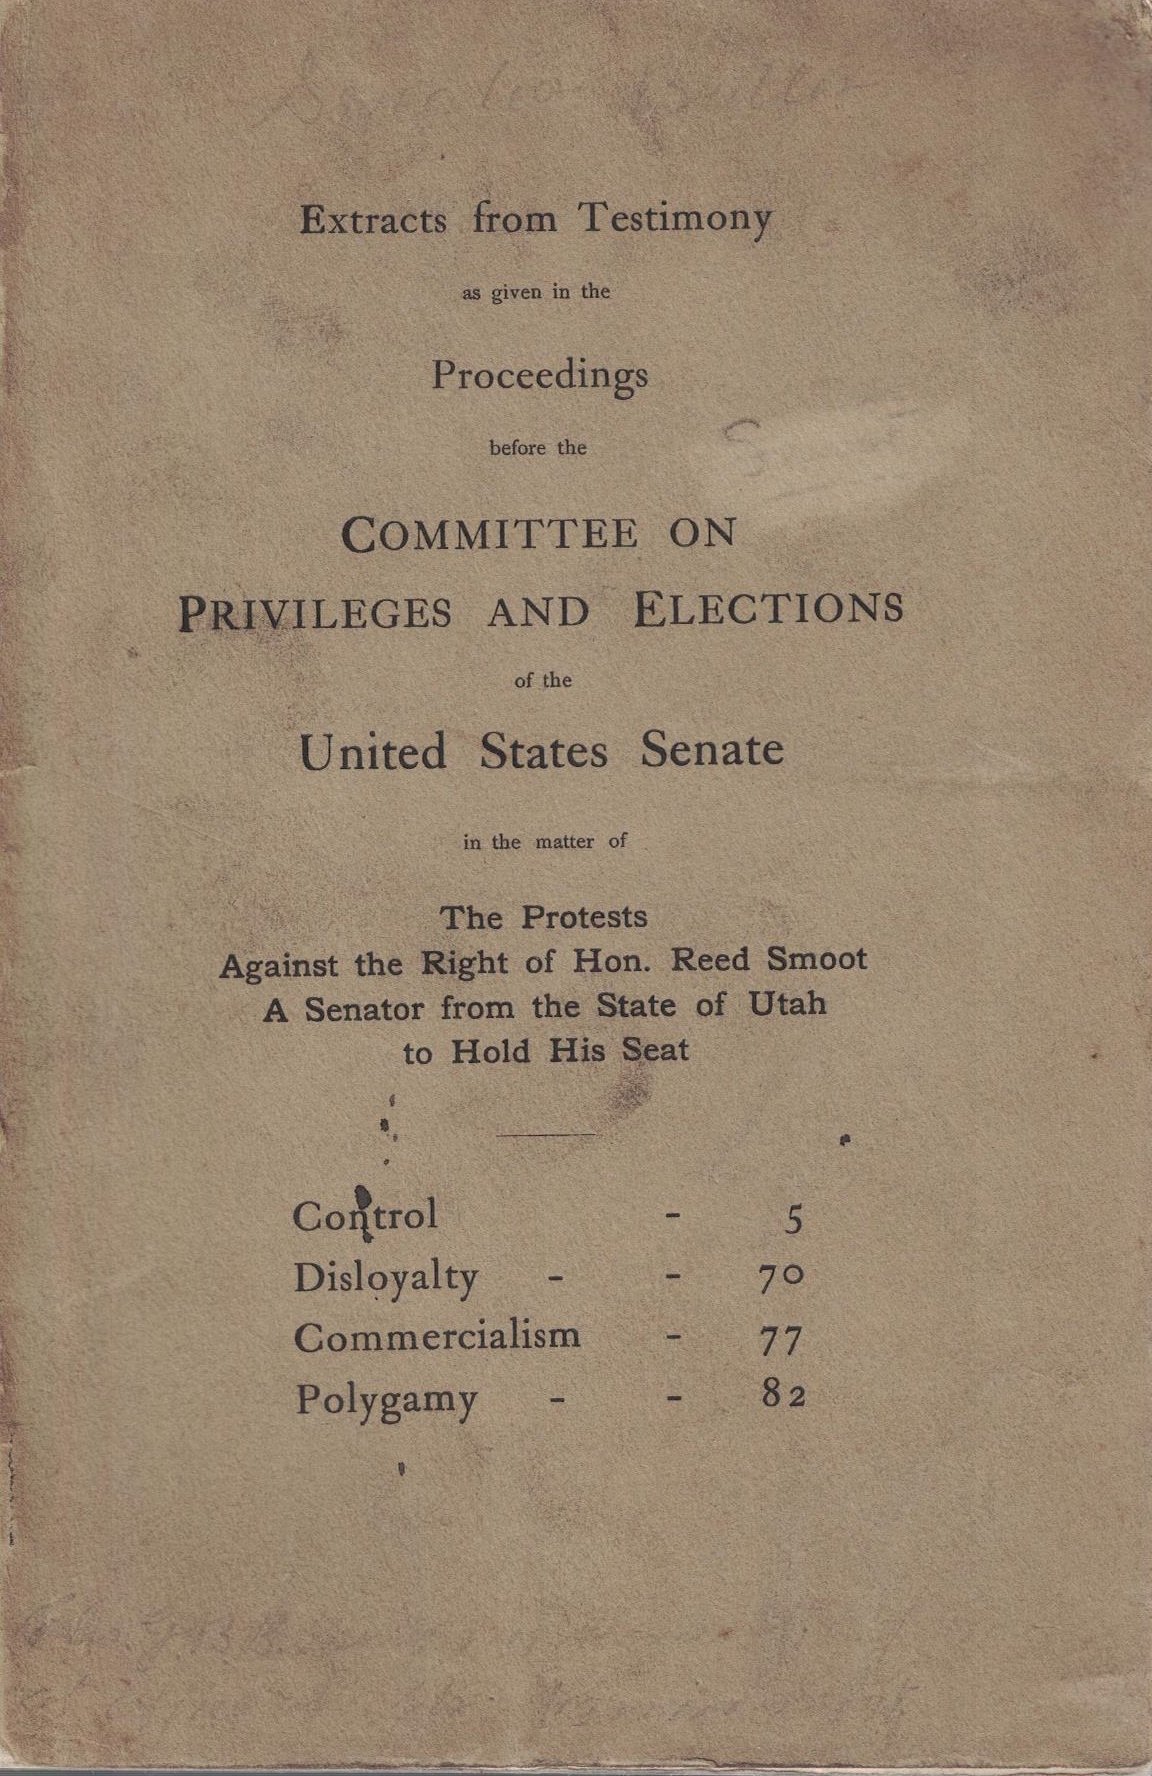 Extracts from Testimony
as given in the
Proceedings
before the
COMMITTEE ON
PRIVILEGES AND ELECTIONS
of the
United States Senate
in the matter of
The Protests
Against the Right of Hon. Reed Smoot
A Senator from the State of Utah
to Hold His Seat
Control - 5
Disloyalty - - 70
Commercialism - 77
Polygamy - - 82